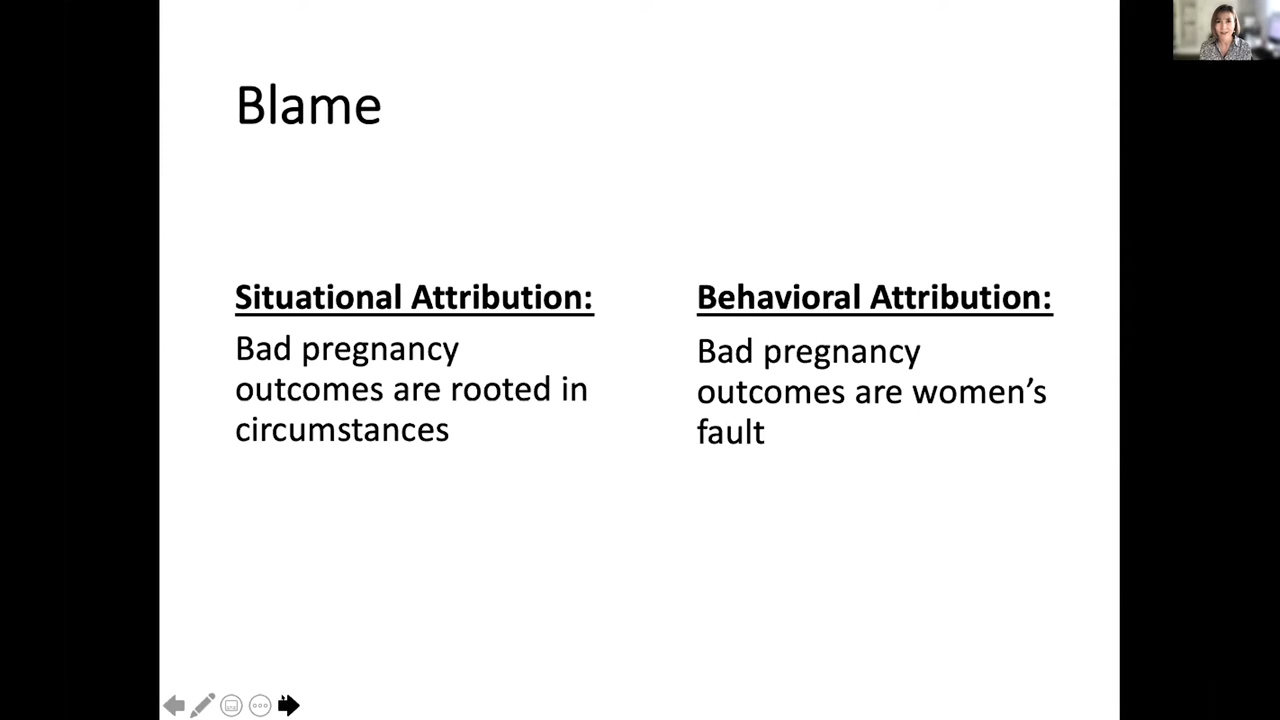 Blame
Situational Attribution:
Bad pregnancy
outcomes are rooted in
circumstances
Behavioral Attribution:
Bad pregnancy
outcomes are women's
fault